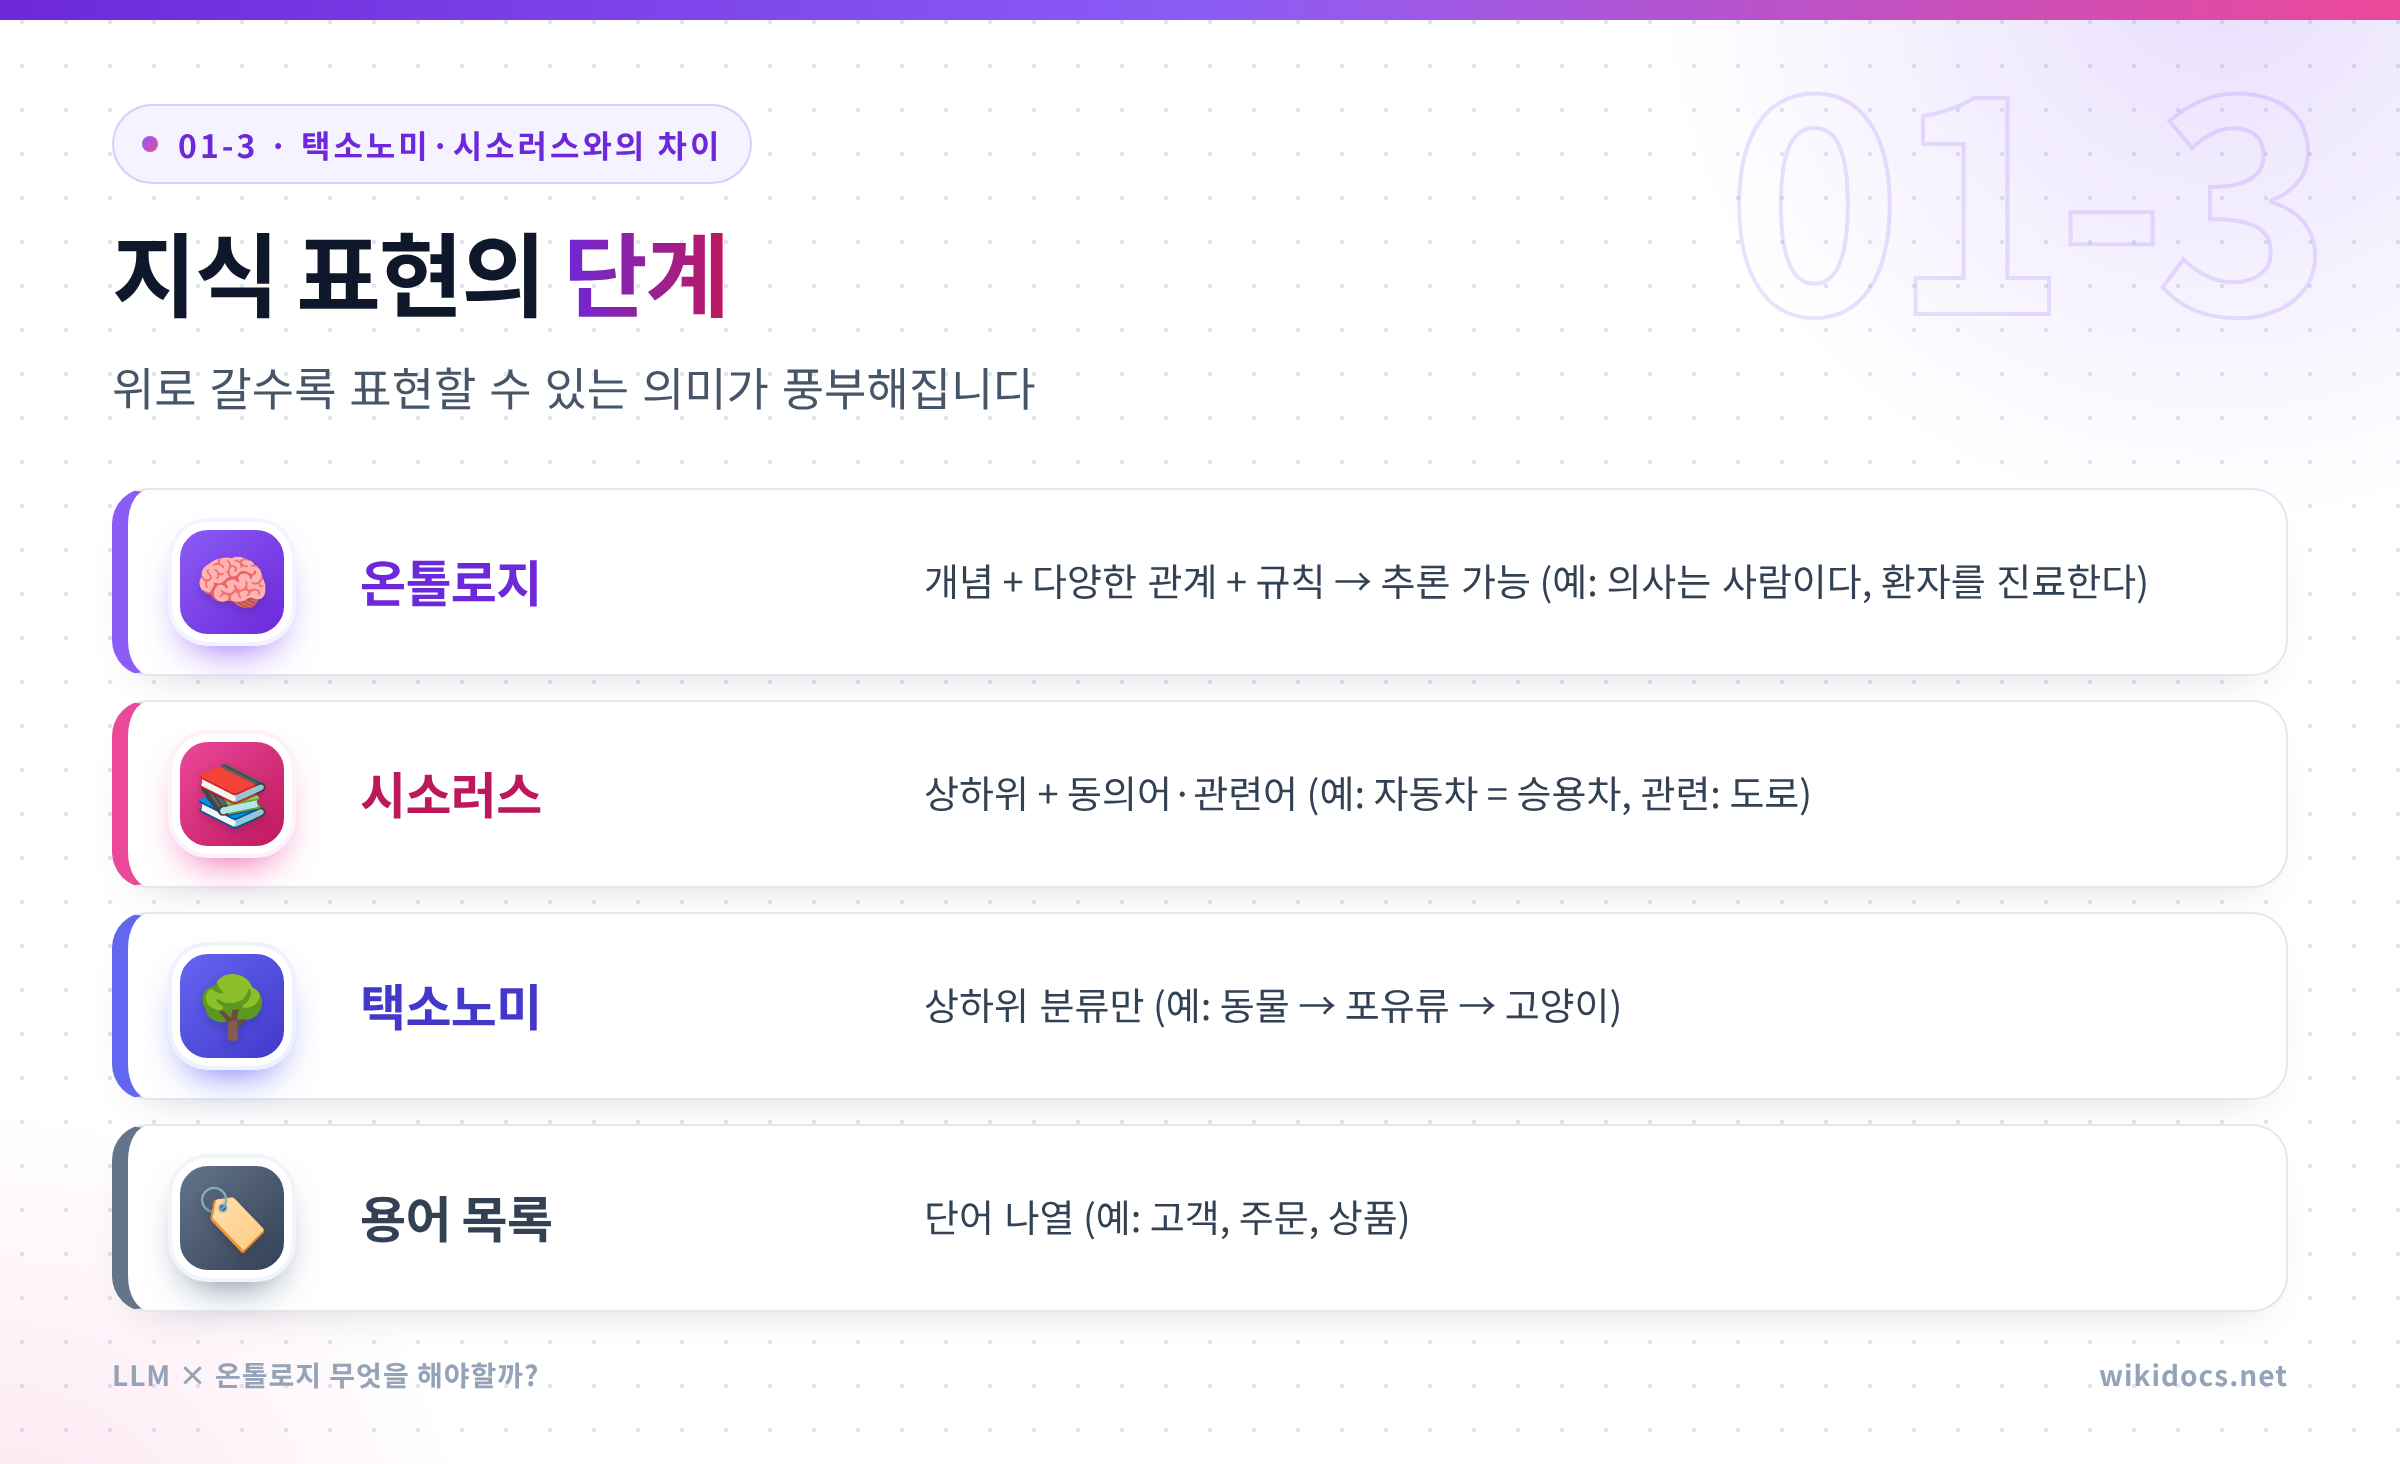 01-3 · 택소노미·시소러스와의 차이
01-3
지식 표현의 단계
위로 갈수록 표현할 수 있는 의미가 풍부해집니다
온톨로지
개념 + 다양한 관계 + 규칙 → 추론 가능 (예: 의사는 사람이다, 환자를 진료한다)
시소러스
상하위 + 동의어·관련어 (예: 자동차 = 승용차, 관련: 도로)
택소노미
상하위 분류만 (예: 동물 → 포유류 → 고양이)
용어 목록
단어 나열 (예: 고객, 주문, 상품)
LLM × 온톨로지 무엇을 해야할까?
wikidocs.net